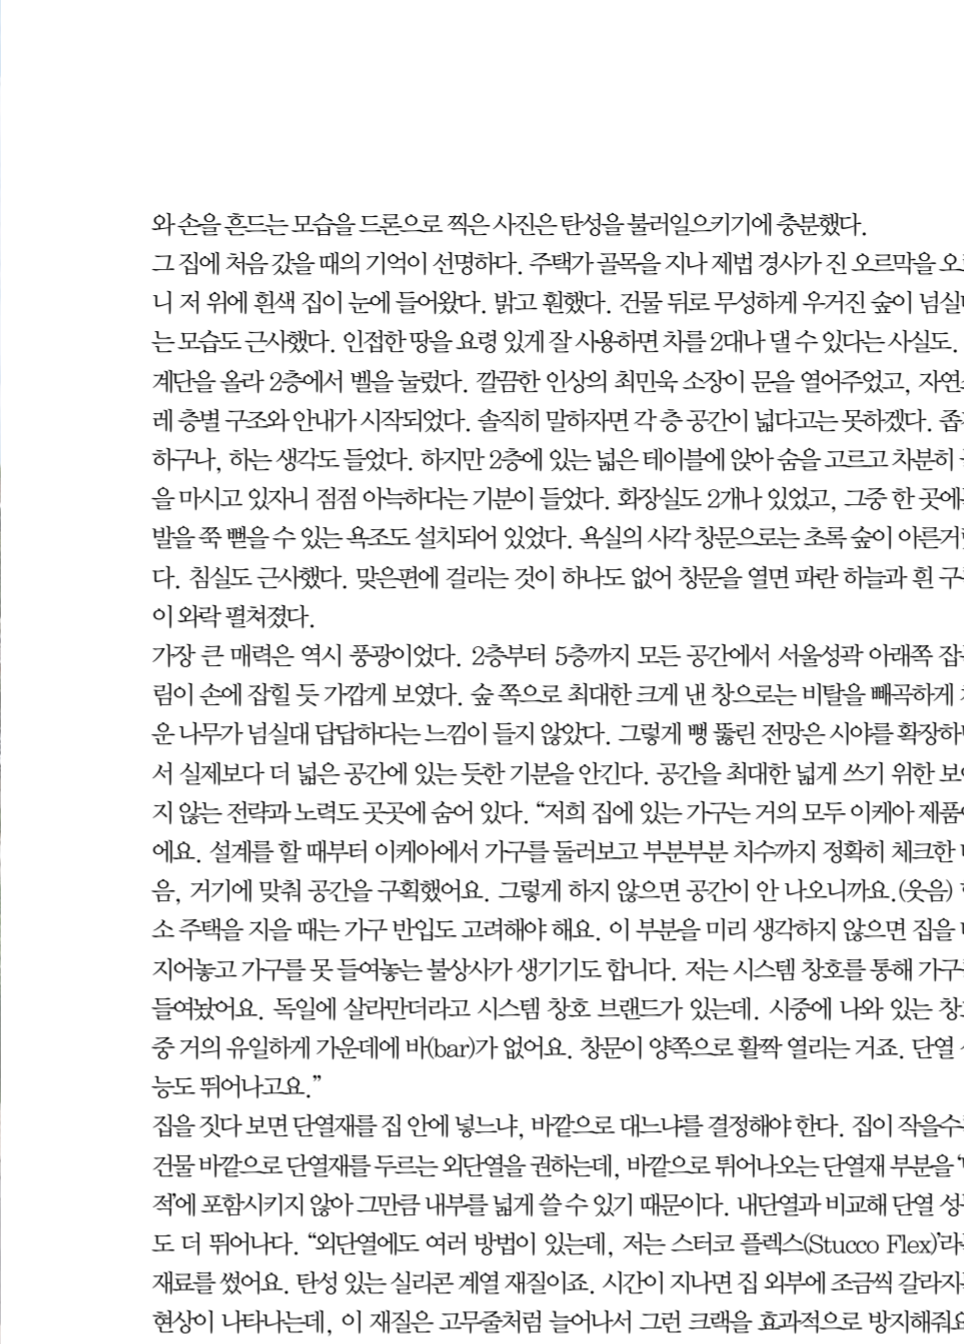 와 손을 흔드는 모습을 드론으로 찍은 사진은 탄성을 불러일으키기에 충분했다.
그 집에 처음 갔을 때의 기억이 선명하다. 주택가 골목을 지나 제법 경사가 진 오르막을
니 저 위에 흰색 집이 눈에 들어왔다. 밝고 훤했다. 건물 뒤로 무성하게 우거진 숲이
는 모습도 근사했다. 인접한 땅을 요령 있게 잘 사용하면 차를 2대나 댈 수 있다는 사실도.
계단을 올라 2층에서 벨을 눌렀다. 깔끔한 인상의 최민욱 소장이 문을 열어주었고,
레 층별 구조와 안내가 시작되었다. 솔직히 말하자면 각 층 공간이 넓다고는 못하겠다.
하구나, 하는 생각도 들었다. 하지만 2층에 있는 넓은 테이블에 앉아 숨을 고르고 차분히
을 마시고 있자니 점점 아늑하다는 기분이 들었다. 화장실도 2개나 있었고, 그중 한
발을 쭉 뻗을 수 있는 욕조도 설치되어 있었다. 욕실의 사각 창문으로는 초록 숲이
다. 침실도 근사했다. 맞은편에 걸리는 것이 하나도 없어 창문을 열면 파란 하늘과 흰
이 와락 펼쳐졌다.
가장 큰 매력은 역시 풍광이었다. 2층부터 5층까지 모든 공간에서 서울성곽 아래쪽
림이 손에 잡힐 듯 가깝게 보였다. 숲 쪽으로 최대한 크게 낸 창으로는 비탈을 빼곡하게
운 나무가 넘실대 답답하다는 느낌이 들지 않았다. 그렇게 뻥 뚫린 전망은 시야를
서 실제보다 더 넓은 공간에 있는 듯한 기분을 안긴다. 공간을 최대한 넓게 쓰기 위한
지 않는 전략과 노력도 곳곳에 숨어 있다. “저희 집에 있는 가구는 거의 모두 이케아
에요. 설계를 할 때부터 이케아에서 가구를 둘러보고 부분부분 치수까지 정확히 체크한
음, 거기에 맞춰 공간을 구획했어요. 그렇게 하지 않으면 공간이 안 나오니까요.(웃음)
소 주택을 지을 때는 가구 반입도 고려해야 해요. 이 부분을 미리 생각하지 않으면 집을
지어놓고 가구를 못 들여놓는 불상사가 생기기도 합니다. 저는 시스템 창호를 통해
들여놨어요. 독일에 살라만더라고 시스템 창호 브랜드가 있는데. 시중에 나와 있는
중 거의 유일하게 가운데에 바(bar)가 없어요. 창문이 양쪽으로 활짝 열리는 거죠. 단열
능도 뛰어나고요.”
집을 짓다 보면 단열재를 집 안에 넣느냐, 바깥으로 대느냐를 결정해야 한다. 집이
건물 바깥으로 단열재를 두르는 외단열을 권하는데, 바깥으로 튀어나오는 단열재 부분을
적’에 포함시키지 않아 그만큼 내부를 넓게 쓸 수 있기 때문이다. 내단열과 비교해 단열
도 더 뛰어나다. “외단열에도 여러 방법이 있는데, 저는 스터코 플렉스(Stucco Flex)’
재료를 썼어요. 탄성 있는 실리콘 계열 재질이죠. 시간이 지나면 집 외부에 조금씩
현상이 나타나는데, 이 재질은 고무줄처럼 늘어나서 그런 크랙을 효과적으로